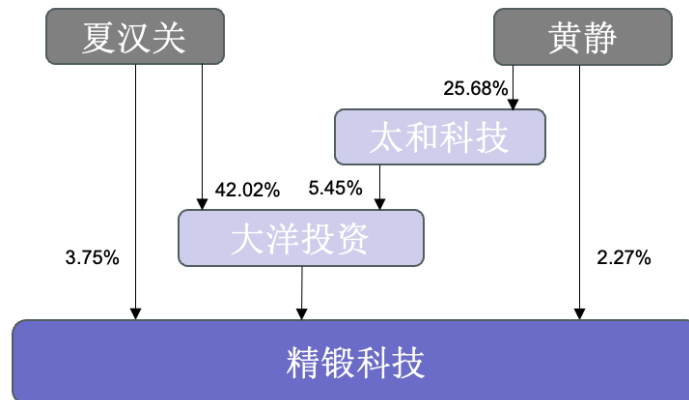 夏汉关
黄静
25.68%
太和科技
42.02%
5.45%
大洋投资
3.75%
2.27%
精锻科技